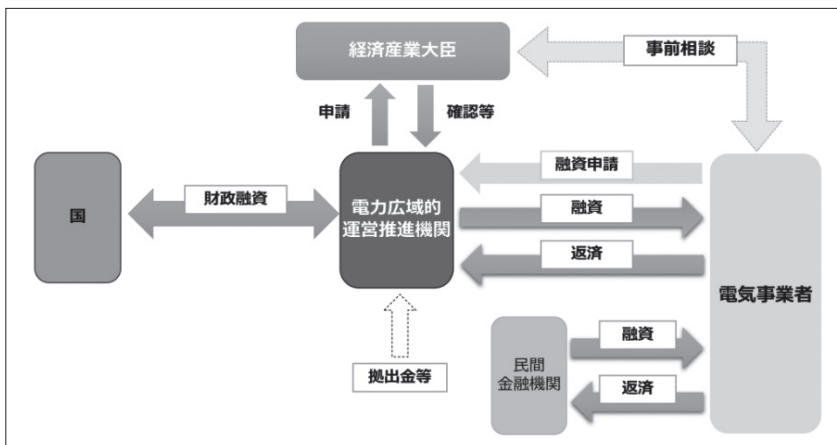 経済産業大臣
事前相談
申請
確認等
融資申請
国
財政融資
電力広域的
運営推進機関
融資
返済
電気事業者
拠出金等
民間
金融機関
融資
返済